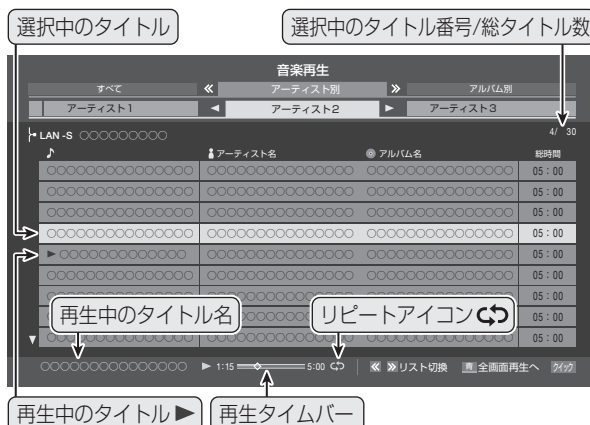 選択中のタイトル
選択中のタイトル番号/総タイトル数
音楽再生
すべて 《 アーティスト別 》 アルバム別
アーティスト1 ◀ アーティスト2 ▶ アーティスト3
LAN -S ○○○○○○○○○ 4/ 30
♪ アーティスト名 アルバム名 総時間
○○○○○○○○○○○○○○ ○○○○○○○○○○○○○○ ○○○○○○○○○○○○○○ 05：00
○○○○○○○○○○○○○○ ○○○○○○○○○○○○○○ ○○○○○○○○○○○○○○ 05：00
○○○○○○○○○○○○○○ ○○○○○○○○○○○○○○ ○○○○○○○○○○○○○○ 05：00
○○○○○○○○○○○○○○ ○○○○○○○○○○○○○○ ○○○○○○○○○○○○○○ 05：00
▶○○○○○○○○○○○○○ ○○○○○○○○○○○○○○ ○○○○○○○○○○○○○○ 05：00
○○○○○○○○○○○○○○ ○○○○○○○○○○○○○○ ○○○○○○○○○○○○○○ 05：00
05：00
再生中のタイトル名
リピートアイコン
05：00
05：00
○○○○○○○○○○○○○○○ ▶ 1:15 5:00 《 》リスト切換 青 全画面再生へ クイック
再生中のタイトル▶
再生タイムバー